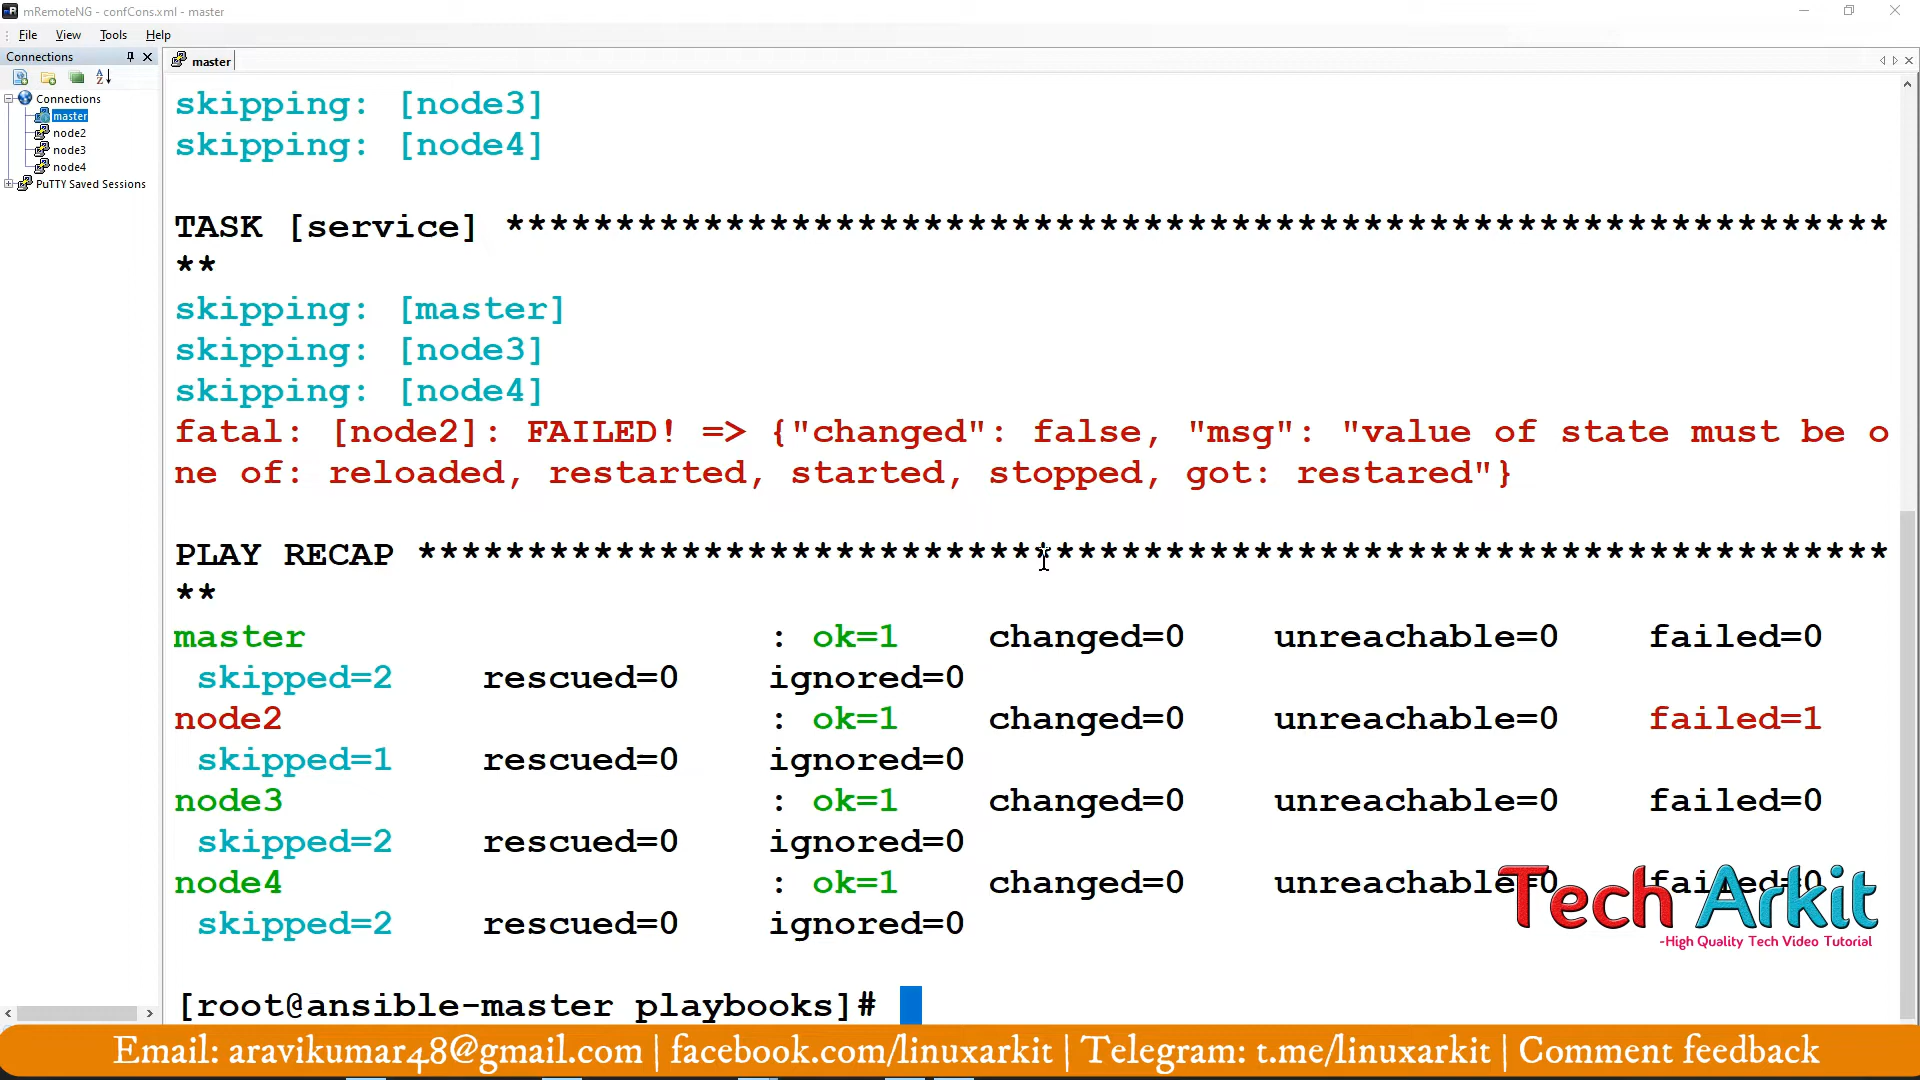 mRemoteNG - confCons.xml - master
File View Tools Help
Connections
master
Connections
master
node2
node3
node4
PuTTY Saved Sessions
skipping: [node3]
skipping: [node4]
TASK [service] ***************************************************************
**
skipping: [master]
skipping: [node3]
skipping: [node4]
fatal: [node2]: FAILED! => {"changed": false, "msg": "value of state must be o
ne of: reloaded, restarted, started, stopped, got: restared"}
PLAY RECAP *******************************************************************
**
master : ok=1 changed=0 unreachable=0 failed=0
skipped=2 rescued=0 ignored=0
node2 : ok=1 changed=0 unreachable=0 failed=1
skipped=1 rescued=0 ignored=0
node3 : ok=1 changed=0 unreachable=0 failed=0
skipped=2 rescued=0 ignored=0
node4 : ok=1 changed=0 unreachable=0 failed=0
skipped=2 rescued=0 ignored=0
Tech Arkit
-High Quality Tech Video Tutorial
[root@ansible-master playbooks]#
Email: aravikumar48@gmail.com | facebook.com/linuxarkit | Telegram: t.me/linuxarkit | Comment feedback